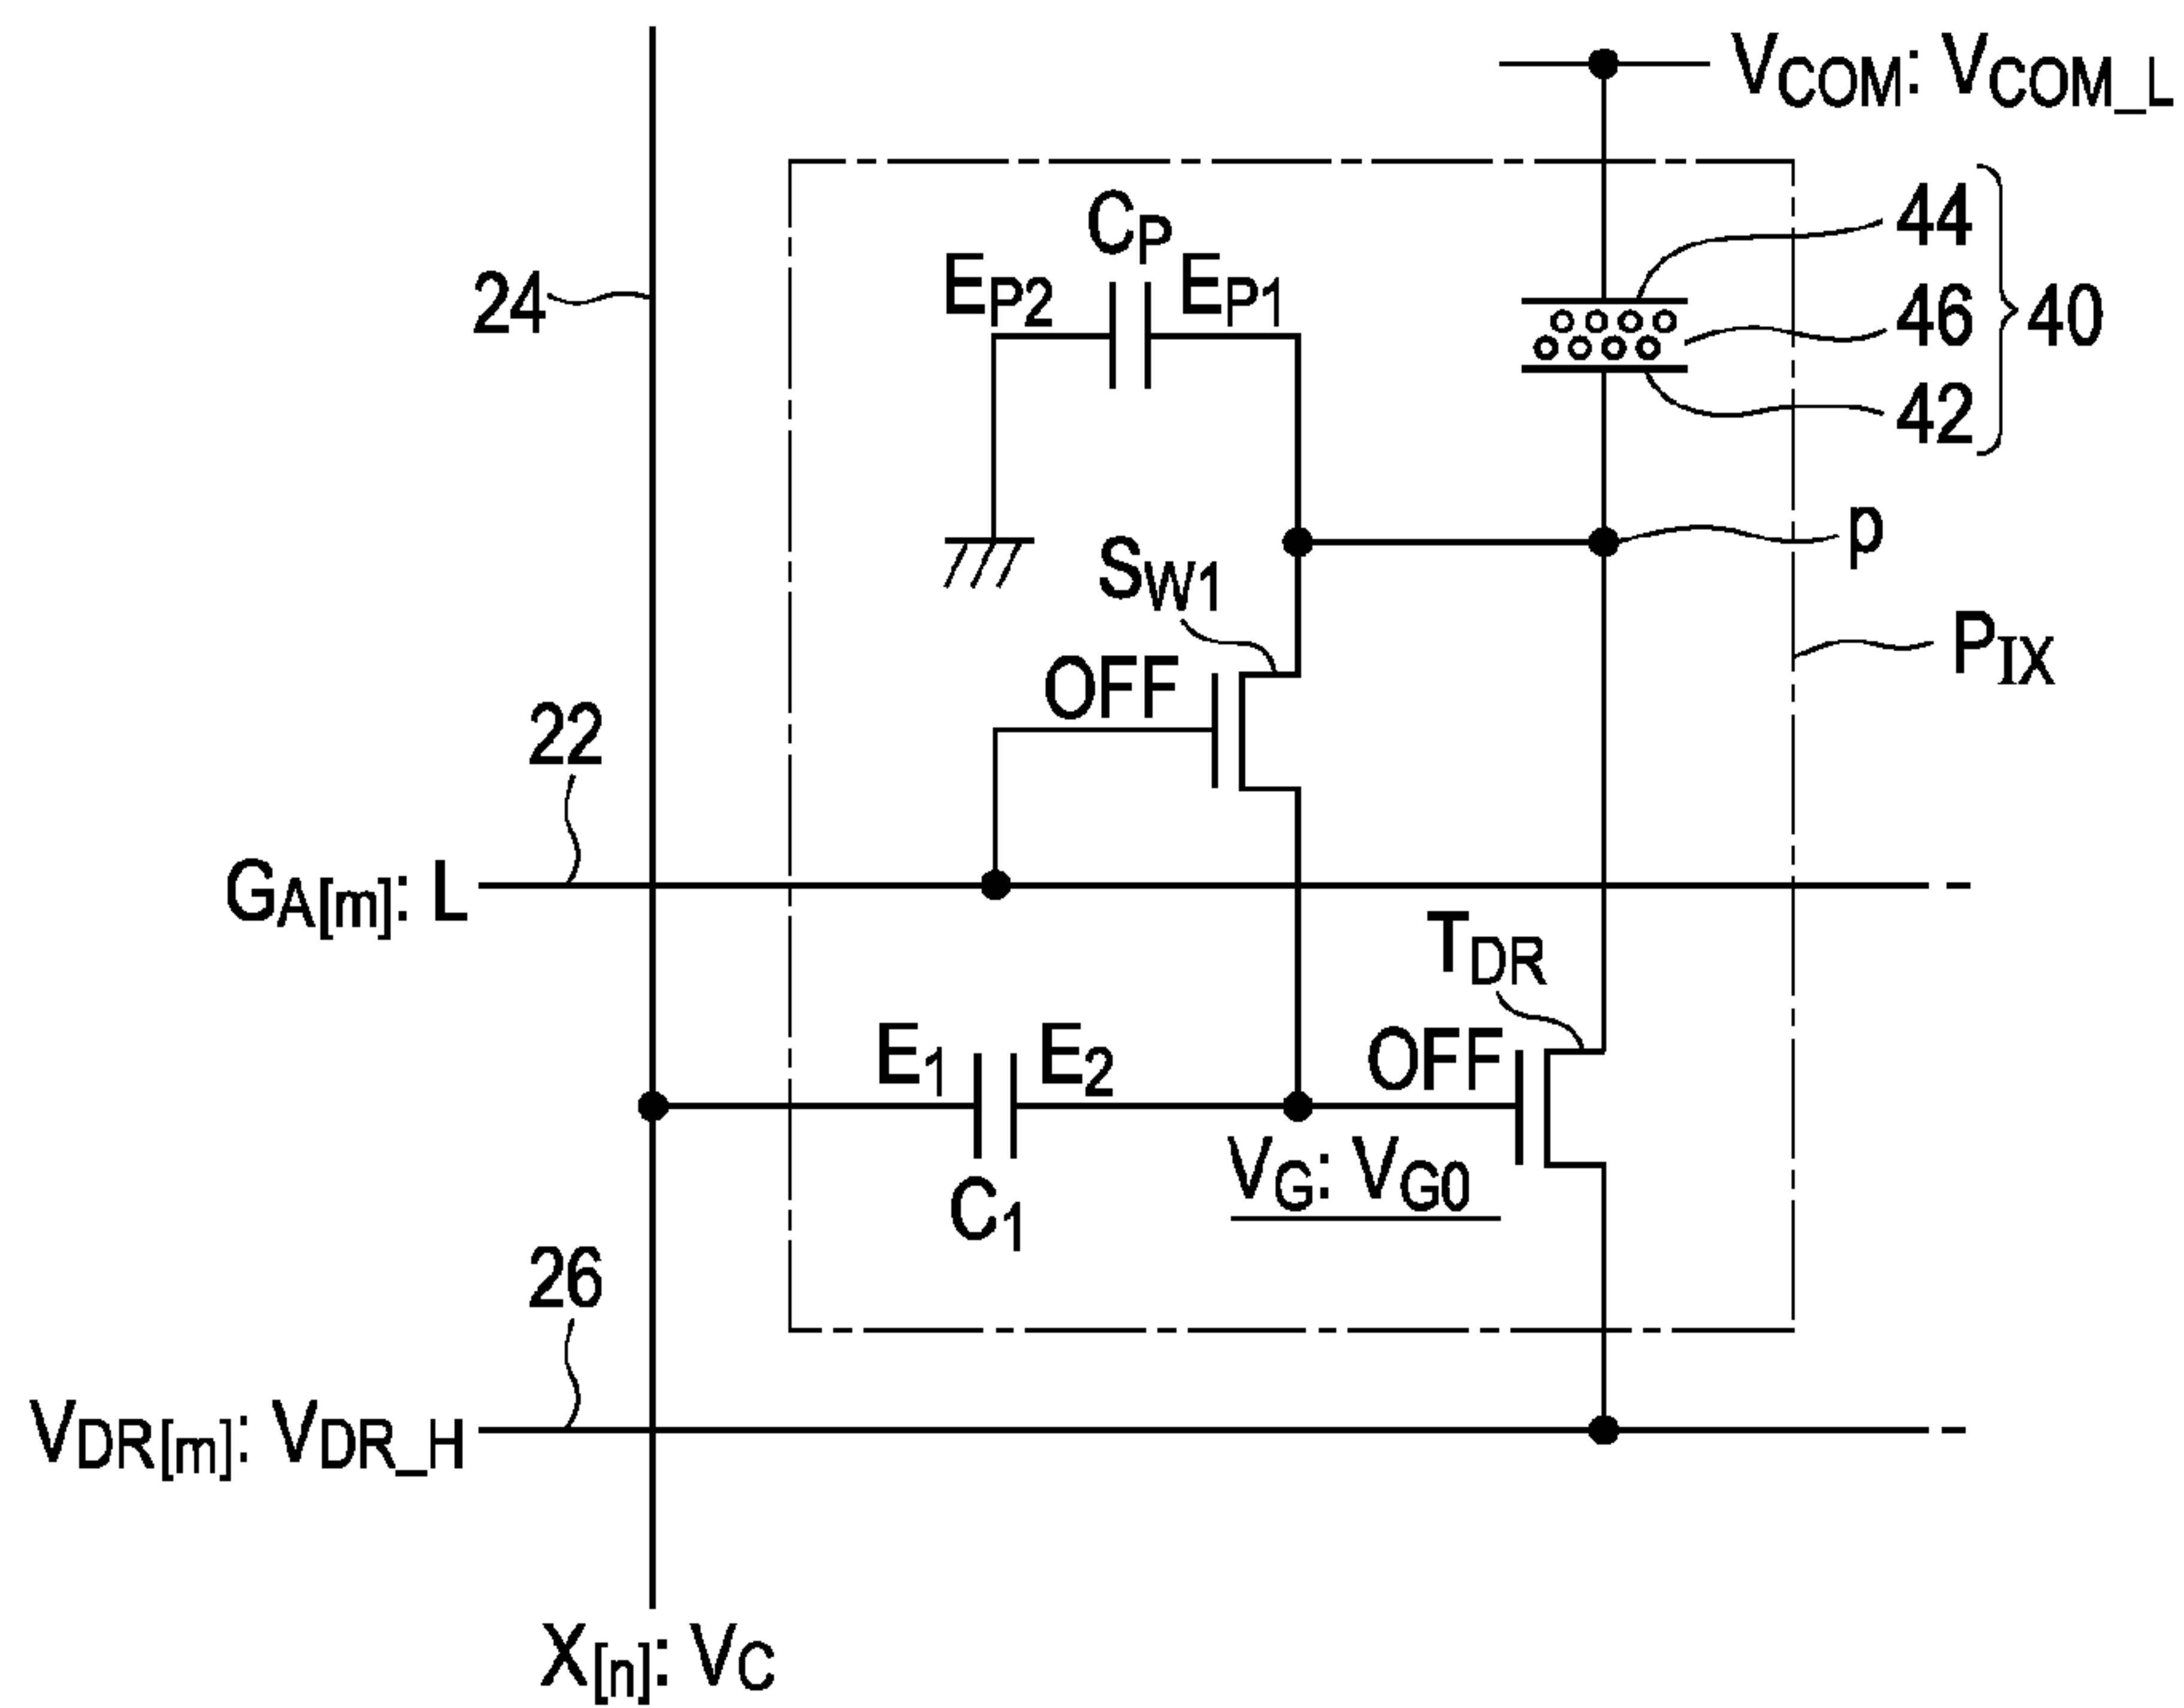 VCOM: VCOM_L
44
CP
EP2
EP1
24
46
40
42
p
SW1
PIX
OFF
22
GA[m]: L
TDR
E1
E2
OFF
VG: VG0
C1
26
VDR[m]: VDR_H
X[n]: VC